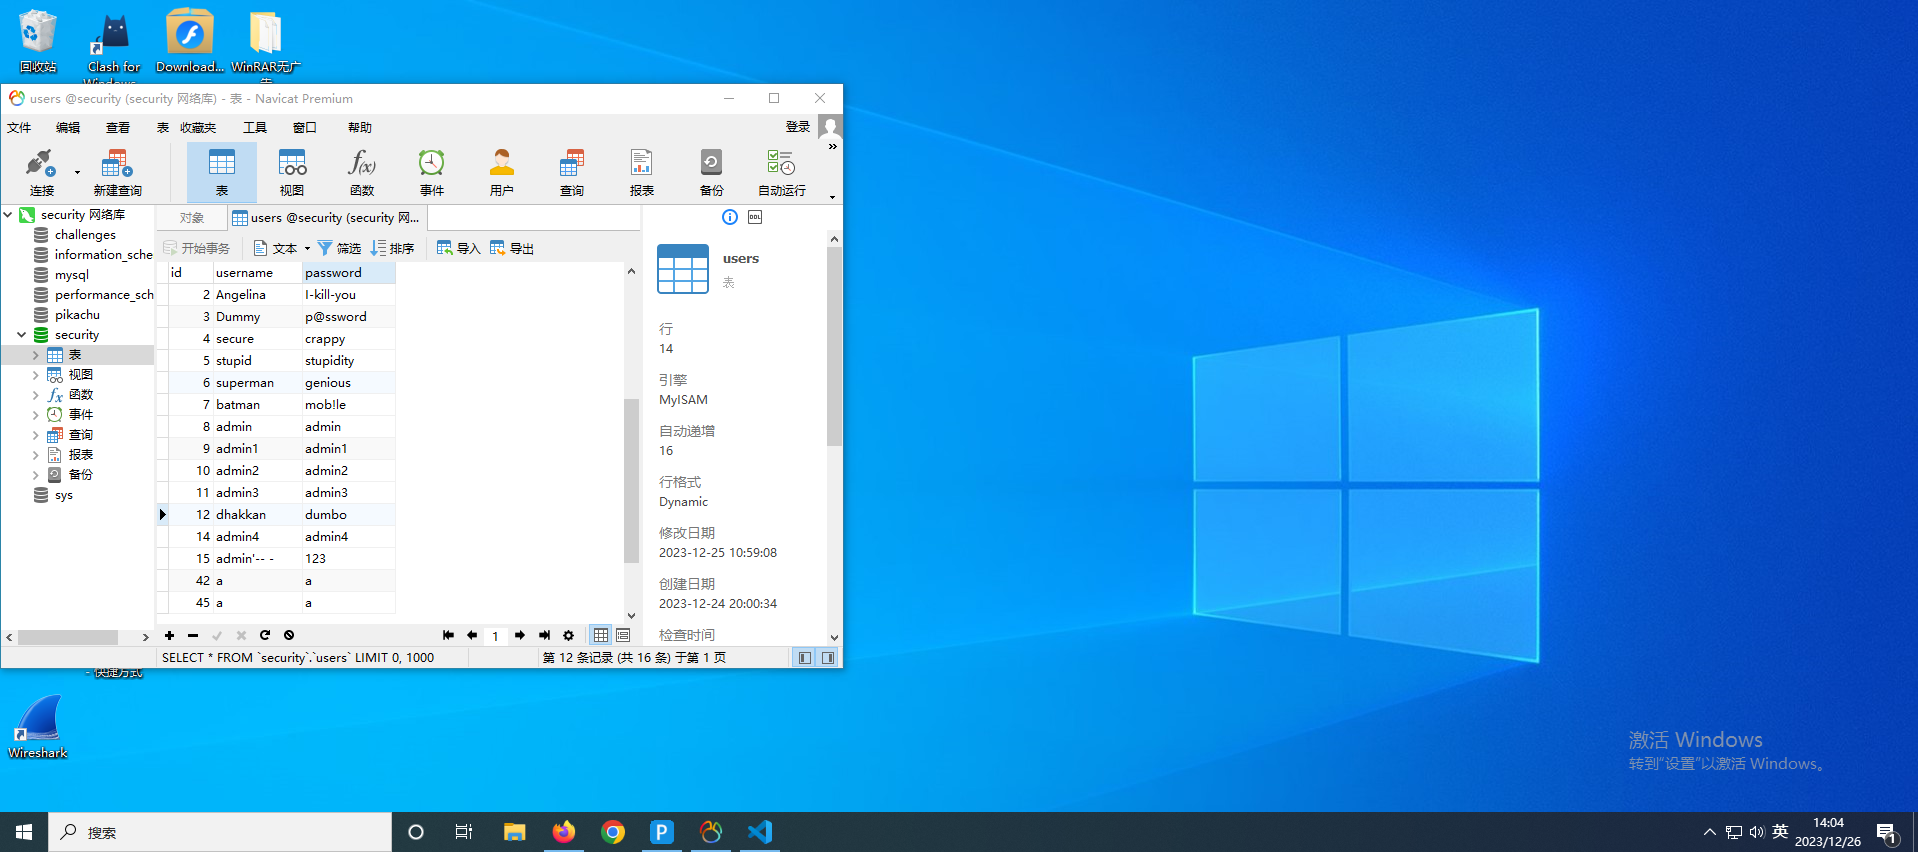 回收站
Clash for
Windows...
Download...
WinRAR无广
告
users @security (security 网络库) - 表 - Navicat Premium
文件 编辑 查看 表 收藏夹 工具 窗口 帮助 登录
连接 新建查询 表 视图 函数 事件 用户 查询 报表 备份 自动运行
security 网络库
challenges
information_sche
mysql
performance_sch
pikachu
security
表
视图
函数
事件
查询
报表
备份
sys
对象 users @security (security 网...
开始事务 文本 筛选 排序 导入 导出
id username password
2 Angelina I-kill-you
3 Dummy p@ssword
4 secure crappy
5 stupid stupidity
6 superman genious
7 batman mob!le
8 admin admin
9 admin1 admin1
10 admin2 admin2
11 admin3 admin3
12 dhakkan dumbo
14 admin4 admin4
15 admin'-- - 123
42 a a
45 a a
1
SELECT * FROM `security`.`users` LIMIT 0, 1000
第 12 条记录 (共 16 条) 于第 1 页
DDL
users
表
行
14
引擎
MyISAM
自动递增
16
行格式
Dynamic
修改日期
2023-12-25 10:59:08
创建日期
2023-12-24 20:00:34
检查时间
- 快捷方式
Wireshark
激活 Windows
转到"设置"以激活 Windows。
搜索
英
14:04
2023/12/26
1